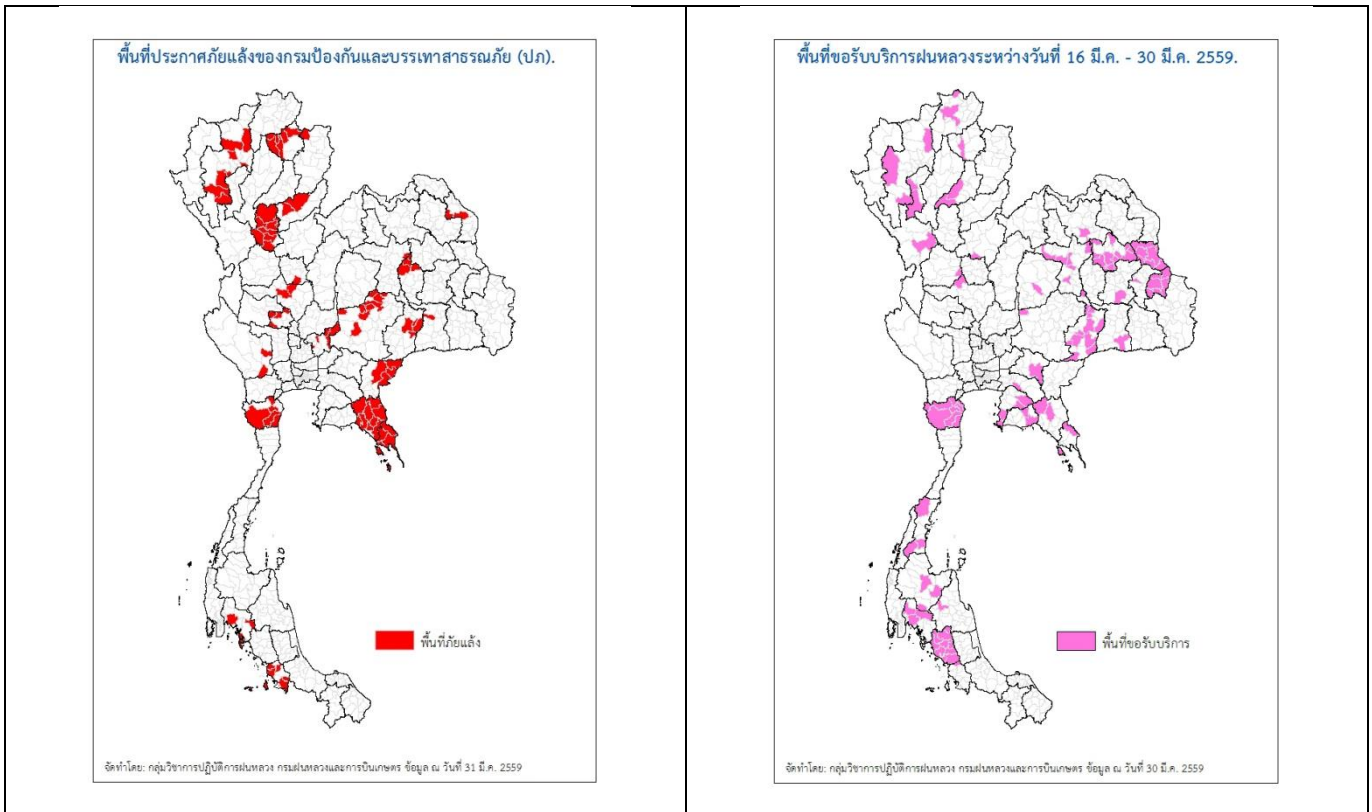 พื้นที่ประกาศภัยแล้งของกรมป้องกันและบรรเทาสาธรณภัย (ปภ).
พื้นที่ภัยแล้ง
จัดทำโดย: กลุ่มวิชาการปฏิบัติการฝนหลวง กรมฝนหลวงและการบินเกษตร ข้อมูล ณ วันที่ 31 มี.ค. 2559
พื้นที่ขอรับบริการฝนหลวงระหว่างวันที่ 16 มี.ค. - 30 มี.ค. 2559.
พื้นที่ขอรับบริการ
จัดทำโดย: กลุ่มวิชาการปฏิบัติการฝนหลวง กรมฝนหลวงและการบินเกษตร ข้อมูล ณ วันที่ 30 มี.ค. 2559